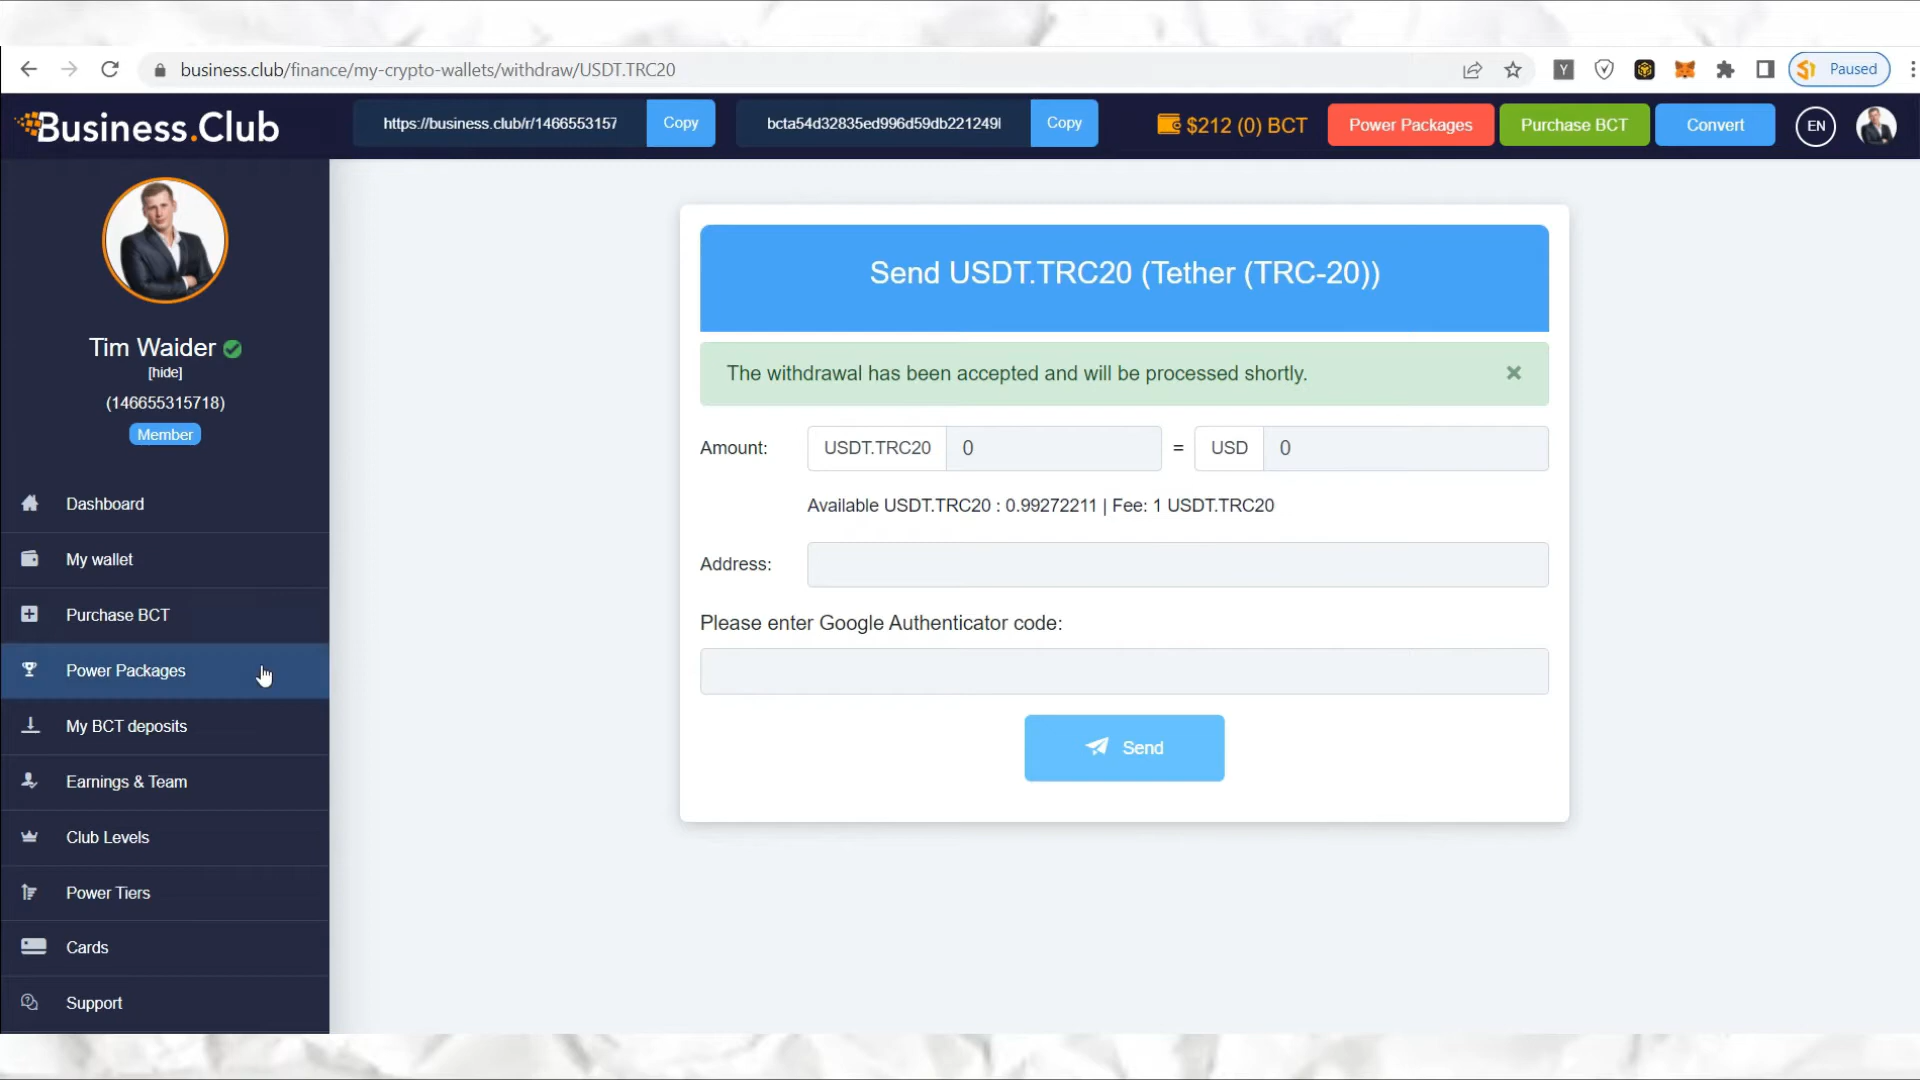 business.club/finance/my-crypto-wallets/withdraw/USDT.TRC20
Paused
Business.Club
https://business.club/r/1466553157
Copy
bcta54d32835ed996d59db221249
Copy
$212 (0) BCT
Power Packages
Purchase BCT
Convert
EN
Tim Waider
[hide]
(146655315718)
Member
Dashboard
My wallet
Purchase BCT
Power Packages
My BCT deposits
Earnings & Team
Club Levels
Power Tiers
Cards
Support
Send USDT.TRC20 (Tether (TRC-20))
The withdrawal has been accepted and will be processed shortly.
×
Amount:
USDT.TRC20
0
=
USD
0
Available USDT.TRC20 : 0.99272211 | Fee: 1 USDT.TRC20
Address:
Please enter Google Authenticator code:
Send